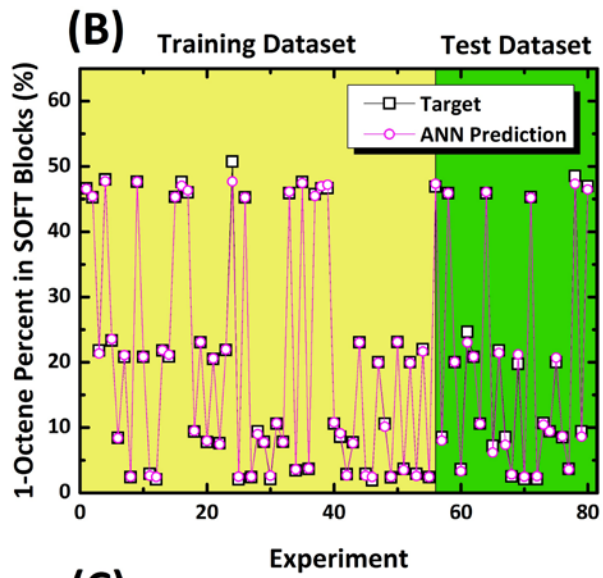 (B)
Training Dataset
Test Dataset
1-Octene Percent in SOFT Blocks (%)
60
50
40
30
20
10
0
Target
ANN Prediction
0
20
40
60
80
Experiment